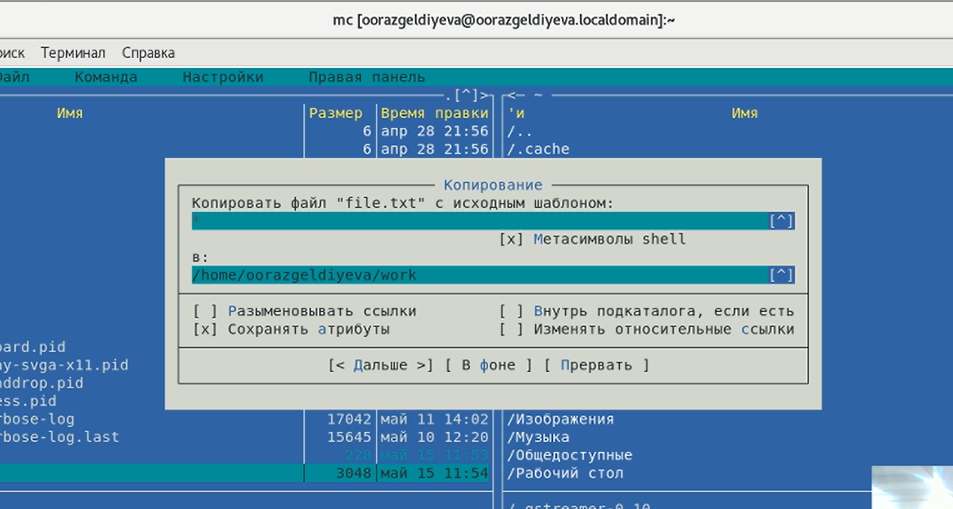 mc [oorazgeldiyeva@oorazgeldiyeva.localdomain]:~
оиск Терминал Справка
Файл Команда Настройки Правая панель
.[^]> <— ~
Имя Размер Время правки 'и Имя
6 апр 28 21:56 /..
6 апр 28 21:56 /.cache
Копирование
Копировать файл "file.txt" с исходным шаблоном:
* [^]
[x] Метасимволы shell
в:
/home/oorazgeldiyeva/work [^]
[ ] Разыменовывать ссылки [ ] Внутрь подкаталога, если есть
[x] Сохранять атрибуты [ ] Изменять относительные ссылки
oard.pid
ay-svga-x11.pid [< Дальше >] [ В фоне ] [ Прервать ]
addrop.pid
ess.pid
rbose-log 17042 май 11 14:02 /Изображения
rbose-log.last 15645 май 10 12:20 /Музыка
228 май 15 11:53 /Общедоступные
3048 май 15 11:54 /Рабочий стол
/.gstreamer-0.10